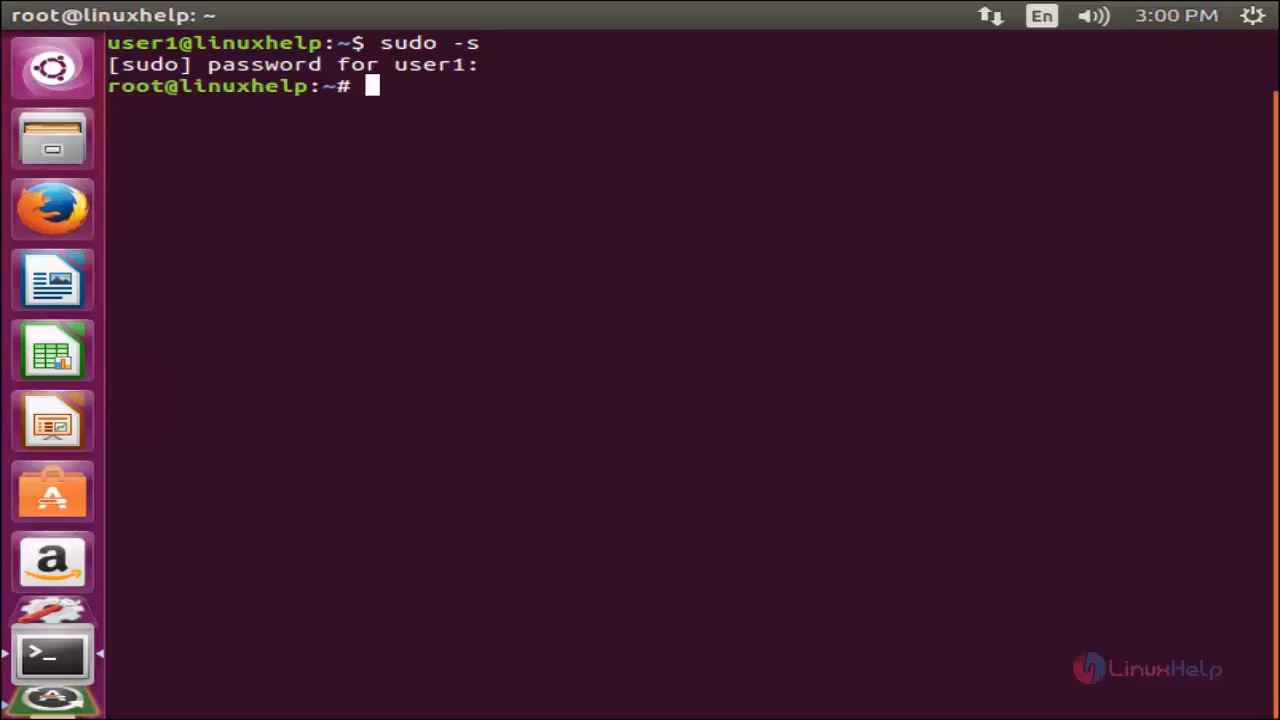 root@linuxhelp: ~
En
3:00 PM
user1@linuxhelp:~$ sudo -s
[sudo] password for user1:
root@linuxhelp:~#
A
a
>_
A
LinuxHelp